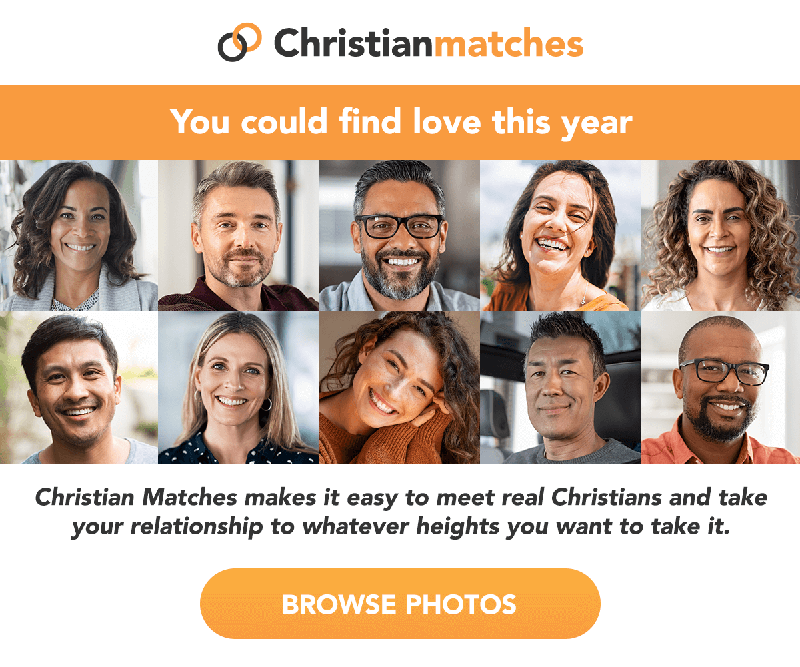 Christianmatches
You could find love this year
Christian Matches makes it easy to meet real Christians and take
your relationship to whatever heights you want to take it.
BROWSE PHOTOS